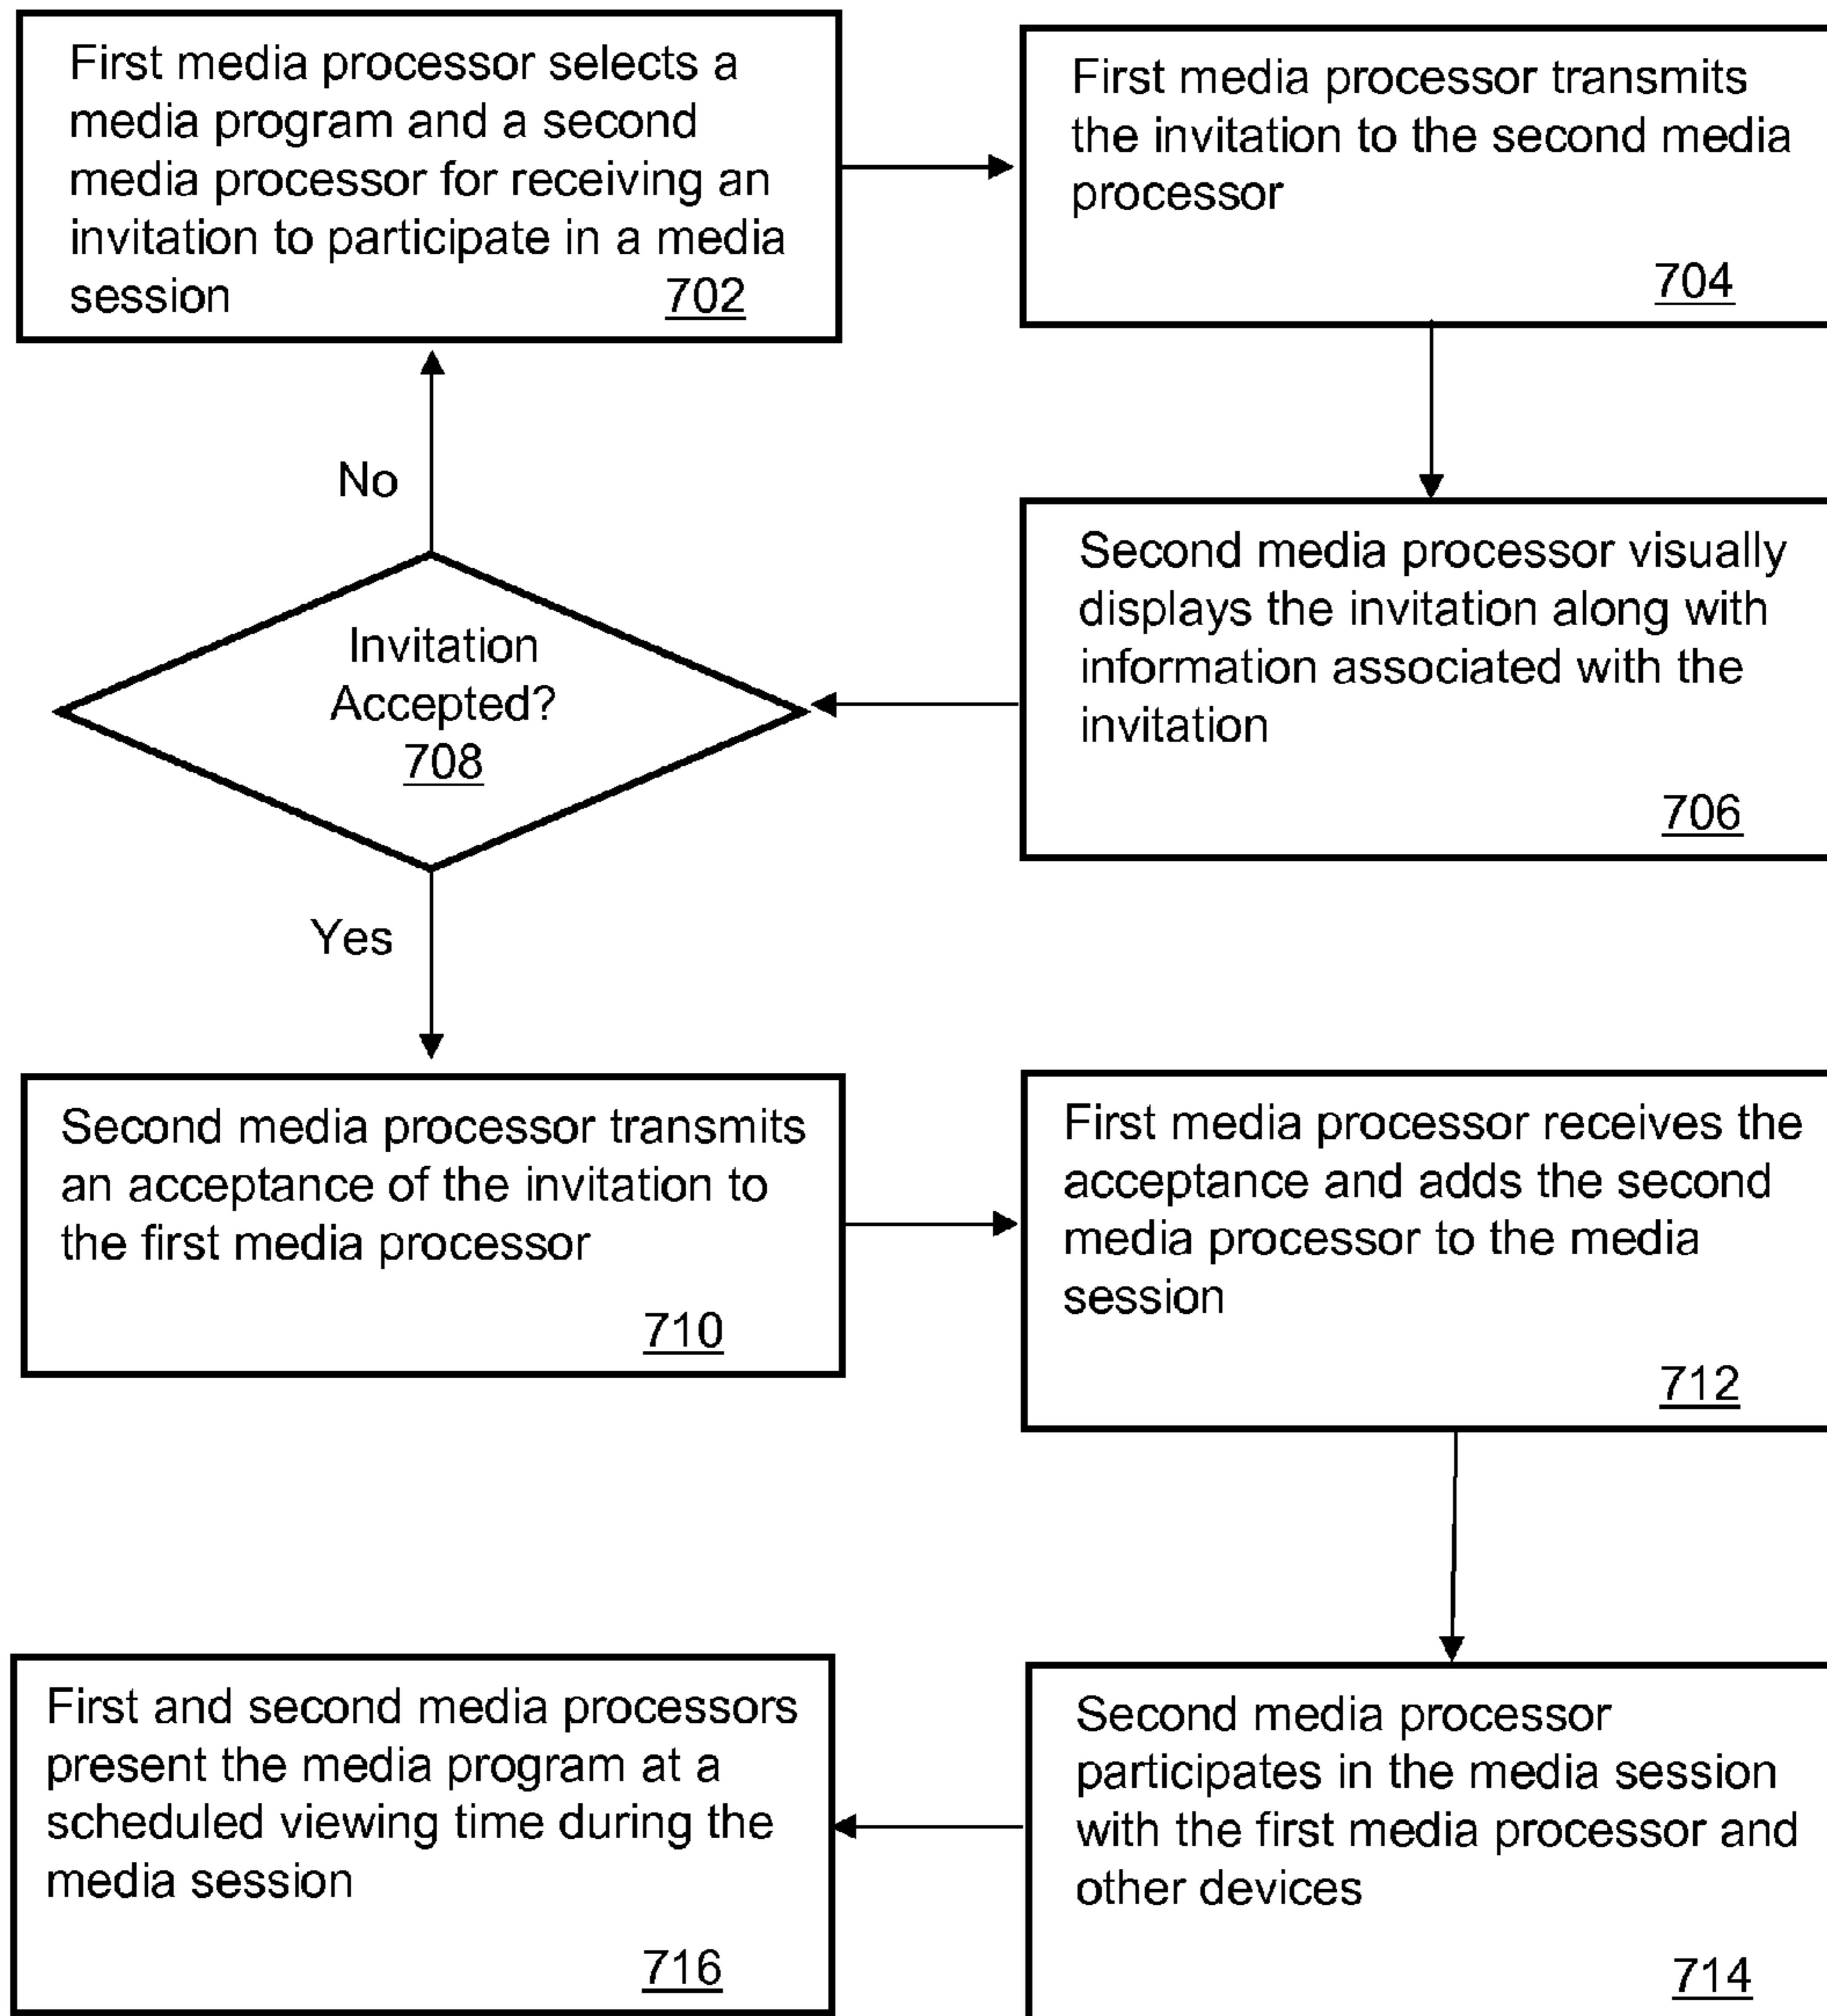 First media processor selects a
media program and a second
media processor for receiving an
invitation to participate in a media
session 702
First media processor transmits
the invitation to the second media
processor
704
Second media processor visually
displays the invitation along with
information associated with the
invitation
706
No
Invitation
Accepted?
708
Yes
Second media processor transmits
an acceptance of the invitation to
the first media processor
710
First media processor receives the
acceptance and adds the second
media processor to the media
session
712
Second media processor
participates in the media session
with the first media processor and
other devices
714
First and second media processors
present the media program at a
scheduled viewing time during the
media session
716